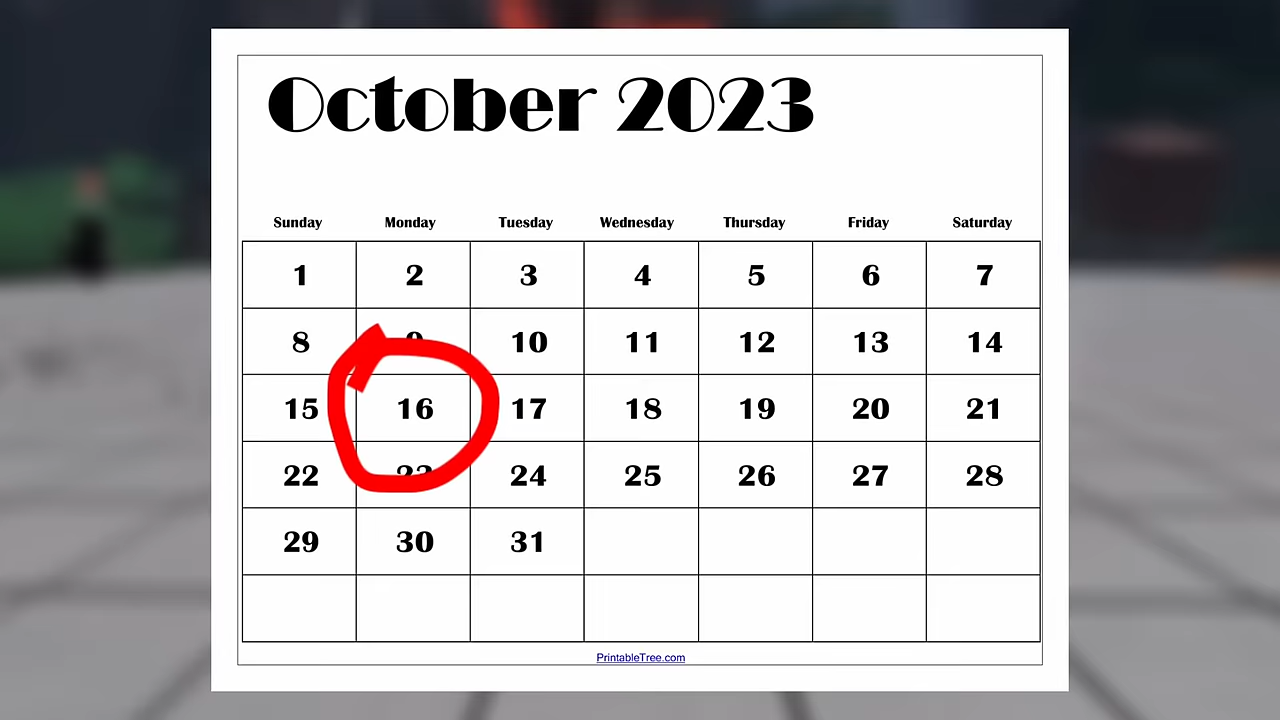 October 2023
Sunday Monday Tuesday Wednesday Thursday Friday Saturday
1 2 3 4 5 6 7
8 9 10 11 12 13 14
15 16 17 18 19 20 21
22 23 24 25 26 27 28
29 30 31
PrintableTree.com